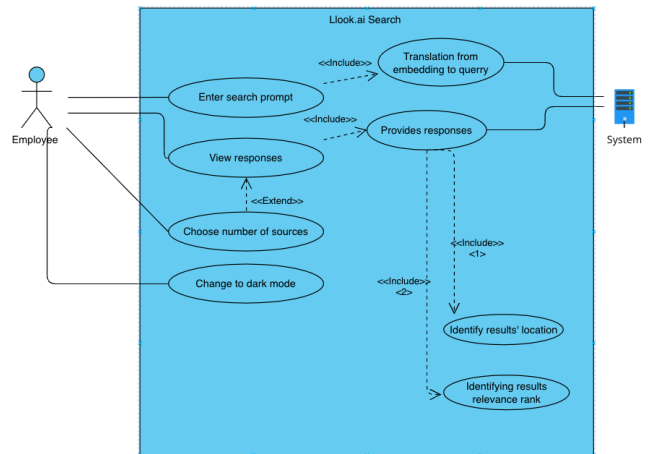 Llook.ai Search
<<Include>>
Translation from
embedding to querry
Enter search prompt
<<Include>>
Provides responses
Employee
System
View responses
<<Extend>>
Choose number of sources
<<Include>>
<1>
Change to dark mode
<<Include>>
<2>
Identify results' location
Identifying results
relevance rank